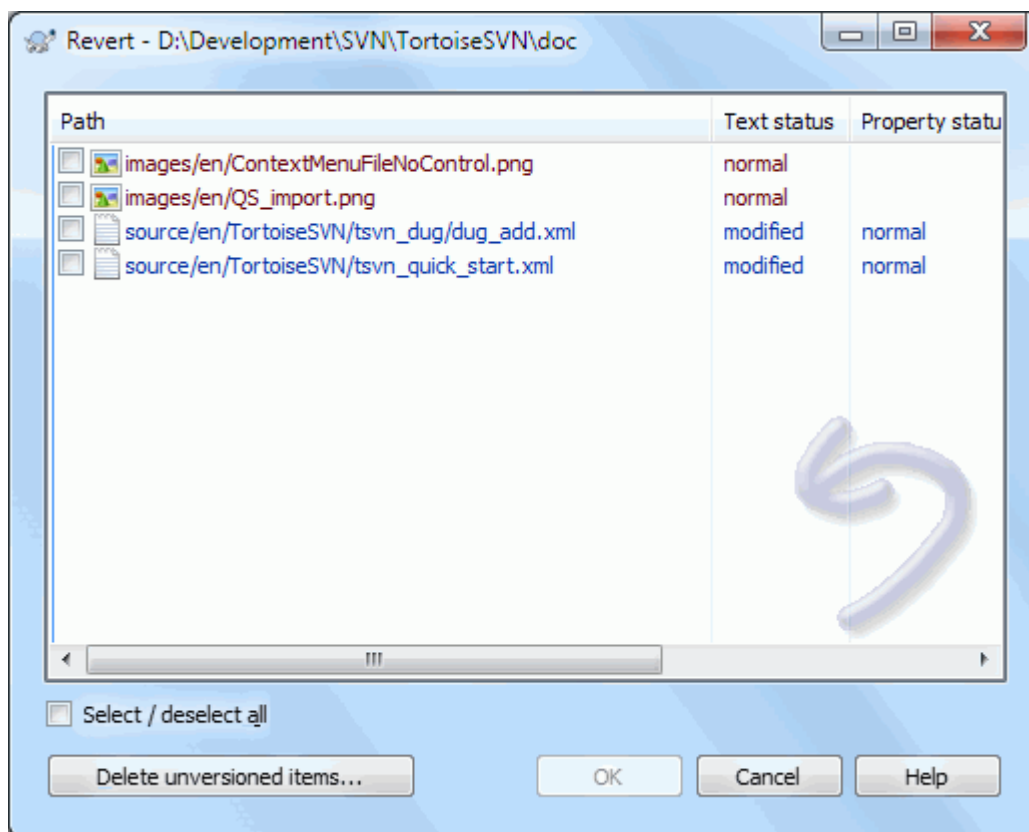 Revert - D:\Development\SVN\TortoiseSVN\doc
Path Text status Property statu
images/en/ContextMenuFileNoControl.png normal
images/en/QS_import.png normal
source/en/TortoiseSVN/tsvn_dug/dug_add.xml modified normal
source/en/TortoiseSVN/tsvn_quick_start.xml modified normal
Select / deselect all
Delete unversioned items... OK Cancel Help